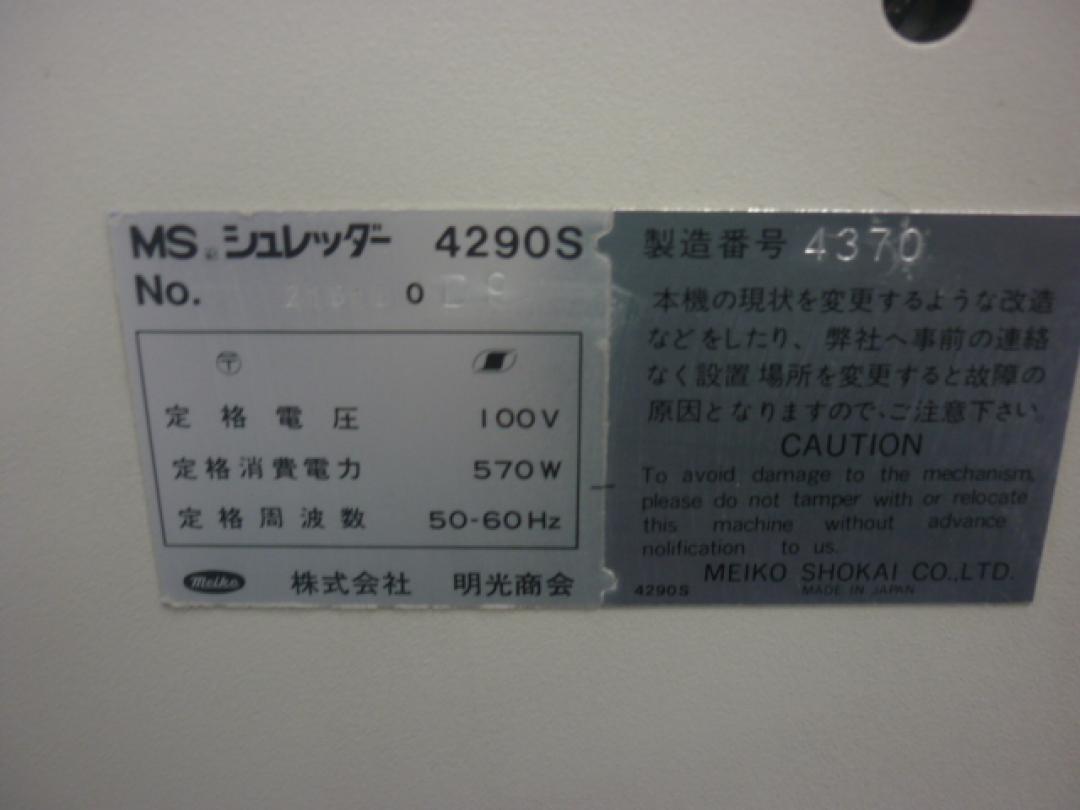 MSシュレッダー 4290S
No. 0
〒
定格電圧 100V
定格消費電力 570W
定格周波数 50-60Hz
Meiko 株式会社 明光商会
製造番号 4370
本機の現状を変更するような改造
などをしたり、弊社へ事前の連絡
なく設置場所を変更すると故障の
原因となりますので、ご注意下さい。
CAUTION
To avoid damage to the mechanism,
please do not tamper with or relocate
this machine without advance
nolification to us.
MEIKO SHOKAI CO.,LTD.
4290S MADE IN JAPAN